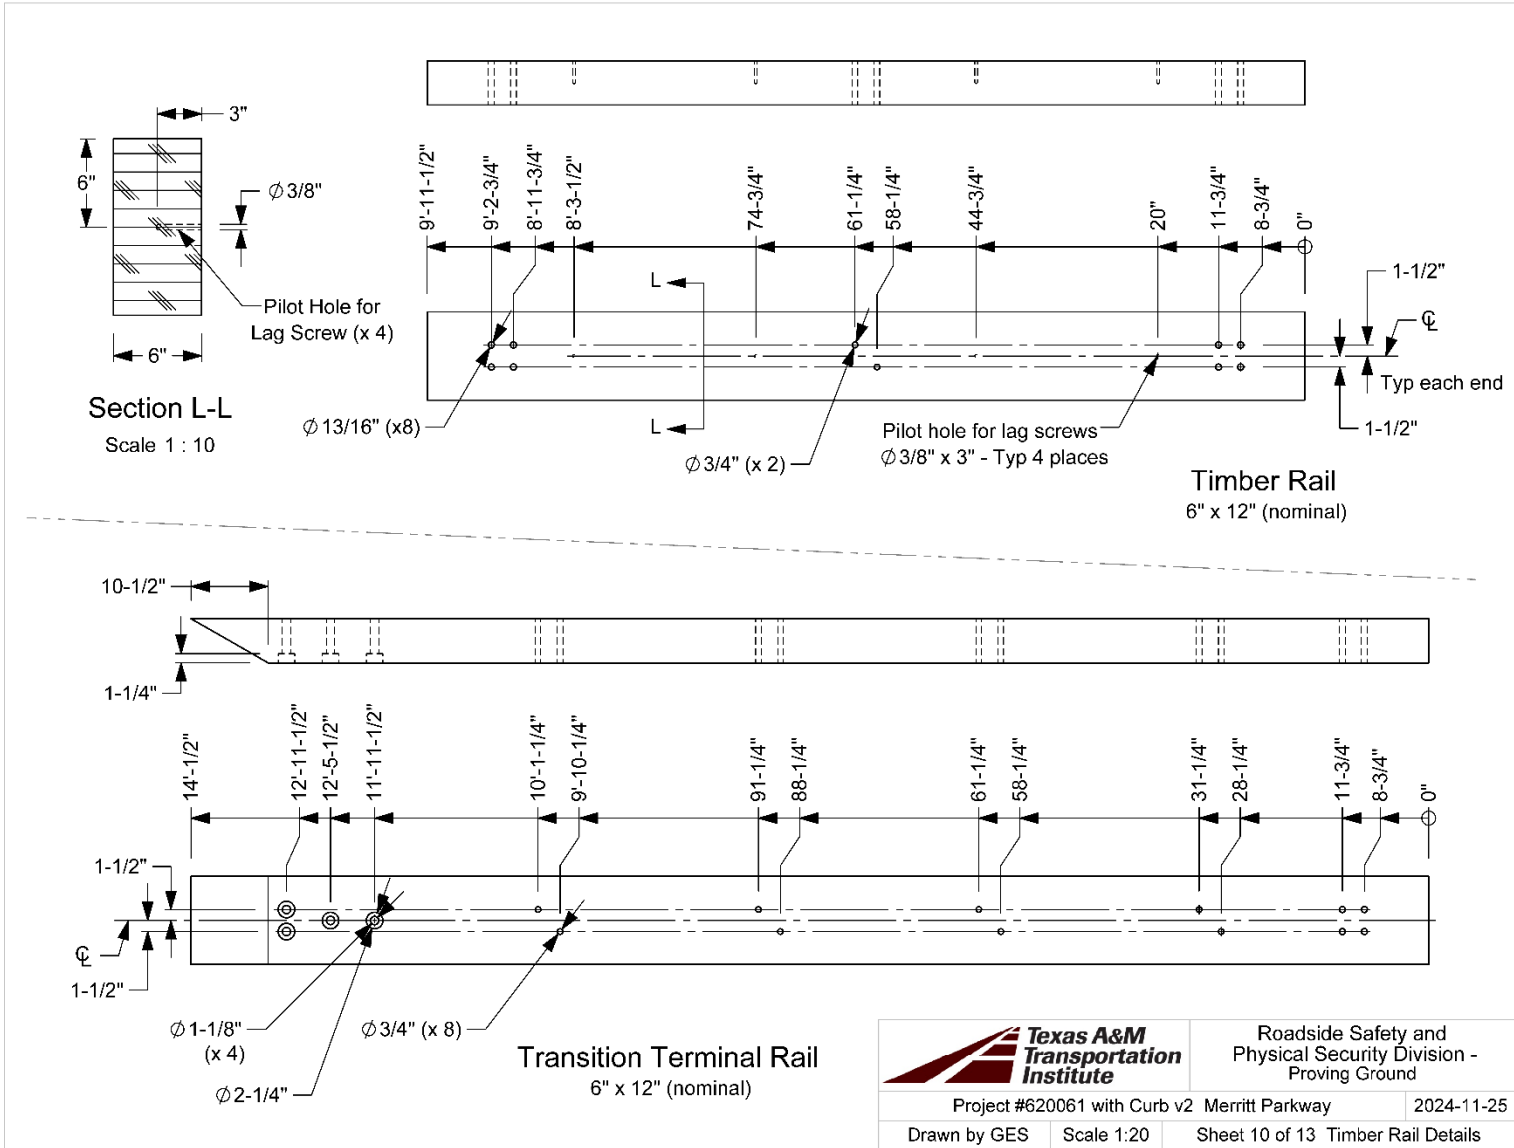 3"
6"
Ø 3/8"
Pilot Hole for
Lag Screw (x 4)
6"
Section L-L
Scale 1 : 10
9'-11-1/2"
9'-2-3/4"
8'-11-3/4"
8'-3-1/2"
74-3/4"
61-1/4"
58-1/4"
44-3/4"
20"
11-3/4"
8-3/4"
0"
1-1/2"
℄
Typ each end
1-1/2"
L
L
Ø 13/16" (x8)
Ø 3/4" (x 2)
Pilot hole for lag screws
Ø 3/8" x 3" - Typ 4 places
Timber Rail
6" x 12" (nominal)
10-1/2"
1-1/4"
14'-1/2"
12'-11-1/2"
12'-5-1/2"
11'-11-1/2"
10'-1-1/4"
9'-10-1/4"
91-1/4"
88-1/4"
61-1/4"
58-1/4"
31-1/4"
28-1/4"
11-3/4"
8-3/4"
0"
1-1/2"
℄
1-1/2"
Ø 1-1/8"
(x 4)
Ø 2-1/4"
Ø 3/4" (x 8)
Transition Terminal Rail
6" x 12" (nominal)
Texas A&M
Transportation
Institute
Roadside Safety and
Physical Security Division -
Proving Ground
Project #620061 with Curb v2 Merritt Parkway
2024-11-25
Drawn by GES
Scale 1:20
Sheet 10 of 13 Timber Rail Details